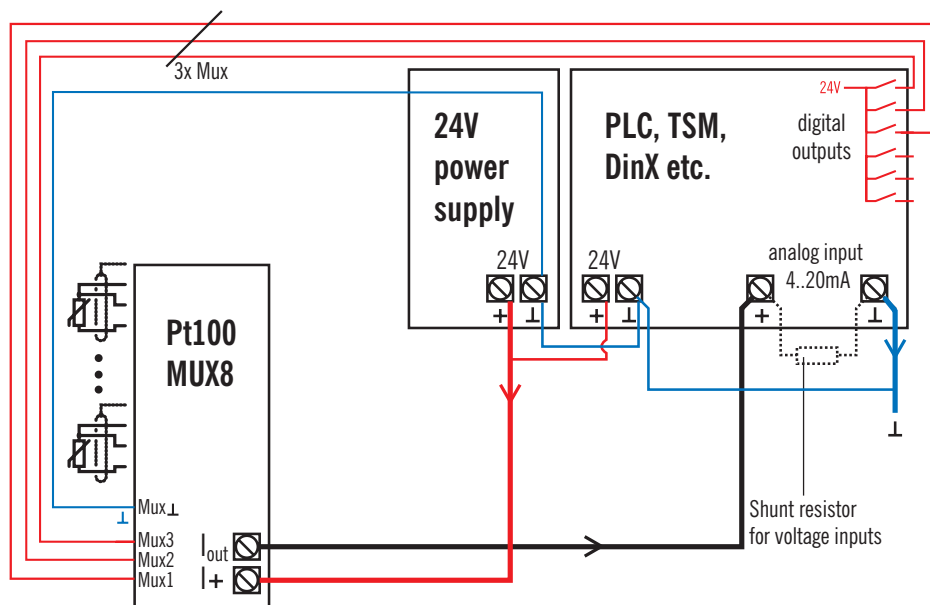 3x Mux
24V
power
supply
24V
+ ⊥
PLC, TSM,
DinX etc.
24V
digital
outputs
24V
+ ⊥
analog input
4..20mA
+ ⊥
⊥
Pt100
MUX8
Mux⊥
⊥
Mux3
Mux2
Mux1
Iout
I+
Shunt resistor
for voltage inputs